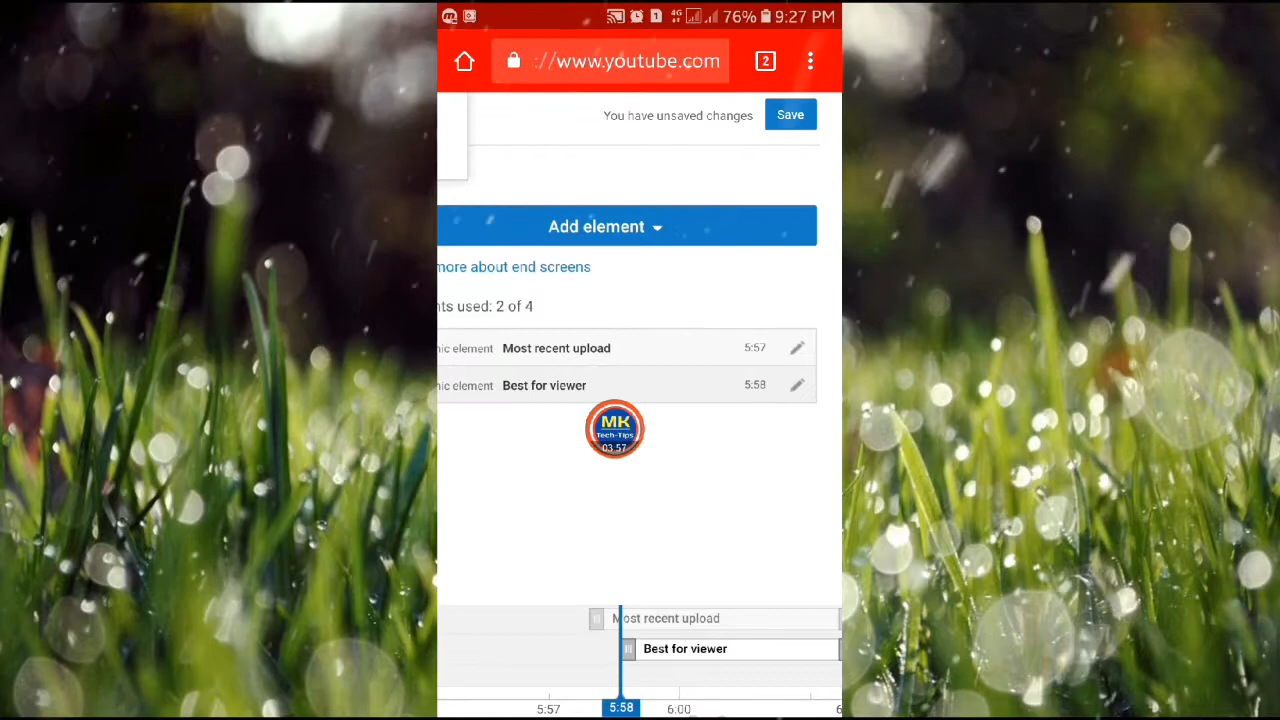 4G 76% 9:27 PM
://www.youtube.com 2
You have unsaved changes Save
Add element
more about end screens
nts used: 2 of 4
nic element Most recent upload 5:57
nic element Best for viewer 5:58
MK
Tech-Tips
03:57
Most recent upload
Best for viewer
5:57 5:58 6:00 6